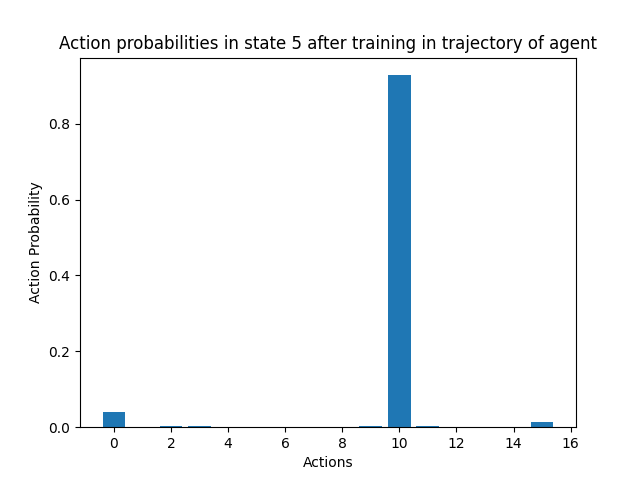 Action probabilities in state 5 after training in trajectory of agent
0.8
0.6
0.4
0.2
0.0
Action Probability
0 2 4 6 8 10 12 14 16
Actions